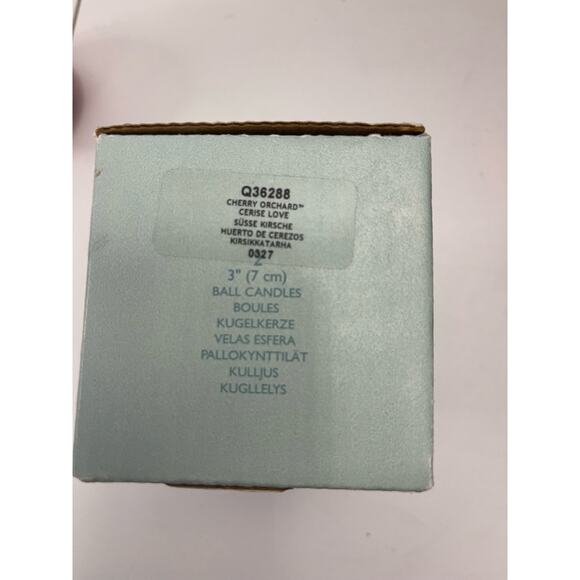 Q36288
CHERRY ORCHARD™
CERISE LOVE
SÜSSE KIRSCHE
HUERTO DE CEREZOS
KIRSIKKATARHA
0327
2
3" (7 cm)
BALL CANDLES
BOULES
KUGELKERZE
VELAS ESFERA
PALLOKYNTTILÄT
KULLJUS
KUGLLELYS